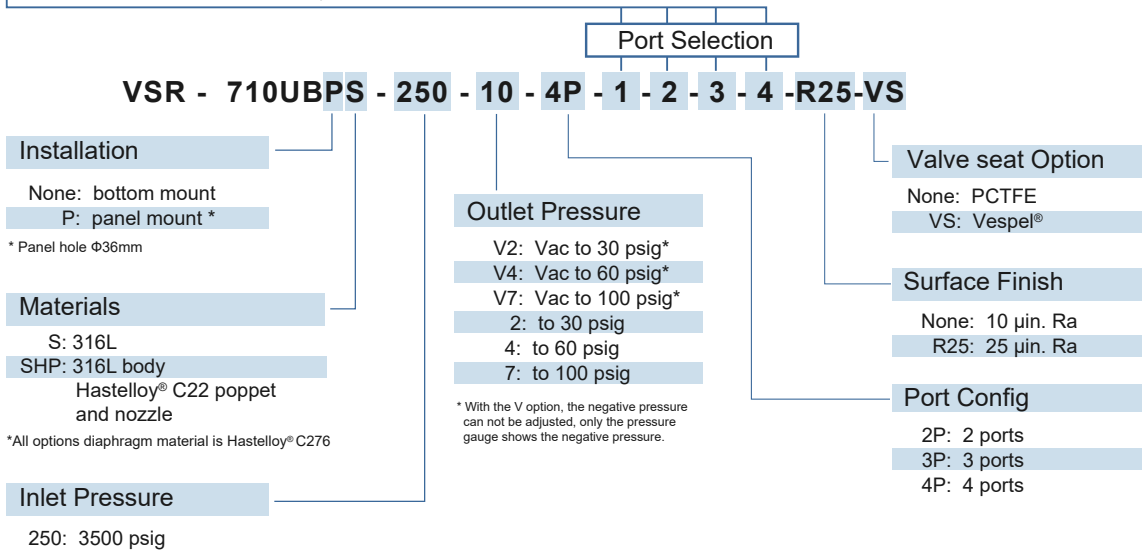 Port Selection
VSR - 710UBPS - 250 - 10 - 4P - 1 - 2 - 3 - 4 -R25-VS
Installation
None: bottom mount
P: panel mount *
* Panel hole Φ36mm
Materials
S: 316L
SHP: 316L body
Hastelloy® C22 poppet
and nozzle
*All options diaphragm material is Hastelloy® C276
Inlet Pressure
250: 3500 psig
Outlet Pressure
V2: Vac to 30 psig*
V4: Vac to 60 psig*
V7: Vac to 100 psig*
2: to 30 psig
4: to 60 psig
7: to 100 psig
* With the V option, the negative pressure
can not be adjusted, only the pressure
gauge shows the negative pressure.
Valve seat Option
None: PCTFE
VS: Vespel®
Surface Finish
None: 10 µin. Ra
R25: 25 µin. Ra
Port Config
2P: 2 ports
3P: 3 ports
4P: 4 ports